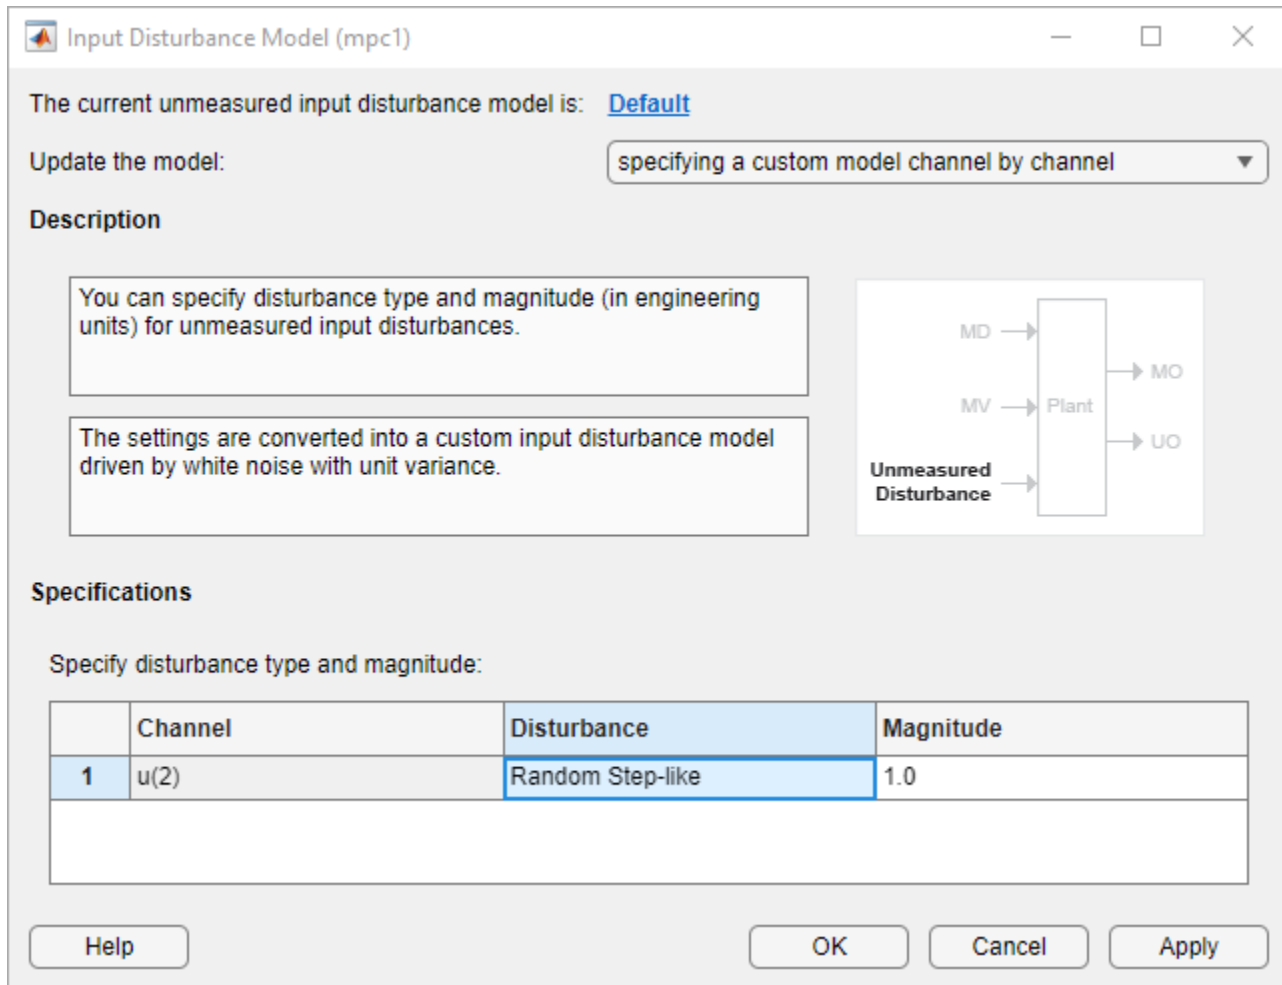 Input Disturbance Model (mpc1)
The current unmeasured input disturbance model is: Default
Update the model: specifying a custom model channel by channel
Description
You can specify disturbance type and magnitude (in engineering
units) for unmeasured input disturbances.
The settings are converted into a custom input disturbance model
driven by white noise with unit variance.
MD
MO
MV
Plant
UO
Unmeasured
Disturbance
Specifications
Specify disturbance type and magnitude:
Channel Disturbance Magnitude
1 u(2) Random Step-like 1.0
Help OK Cancel Apply